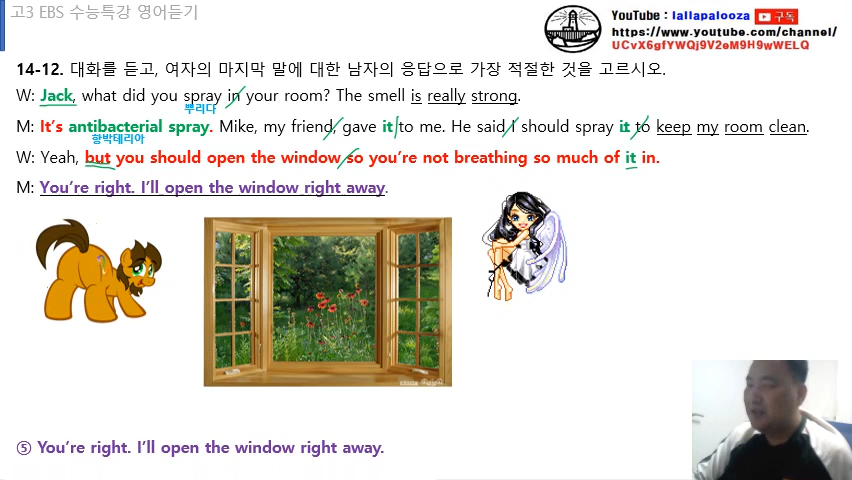 고3 EBS 수능특강 영어듣기
YouTube : lallapalooza 구독
https://www.youtube.com/channel/
UCvX6gfYWQj9V2eM9H9wWELQ
14-12. 대화를 듣고, 여자의 마지막 말에 대한 남자의 응답으로 가장 적절한 것을 고르시오.
W: Jack, what did you spray in your room? The smell is really strong.
뿌리다
M: It's antibacterial spray. Mike, my friend, gave it to me. He said I should spray it to keep my room clean.
항박테리아
W: Yeah, but you should open the window so you're not breathing so much of it in.
M: You're right. I'll open the window right away.
⑤ You're right. I'll open the window right away.